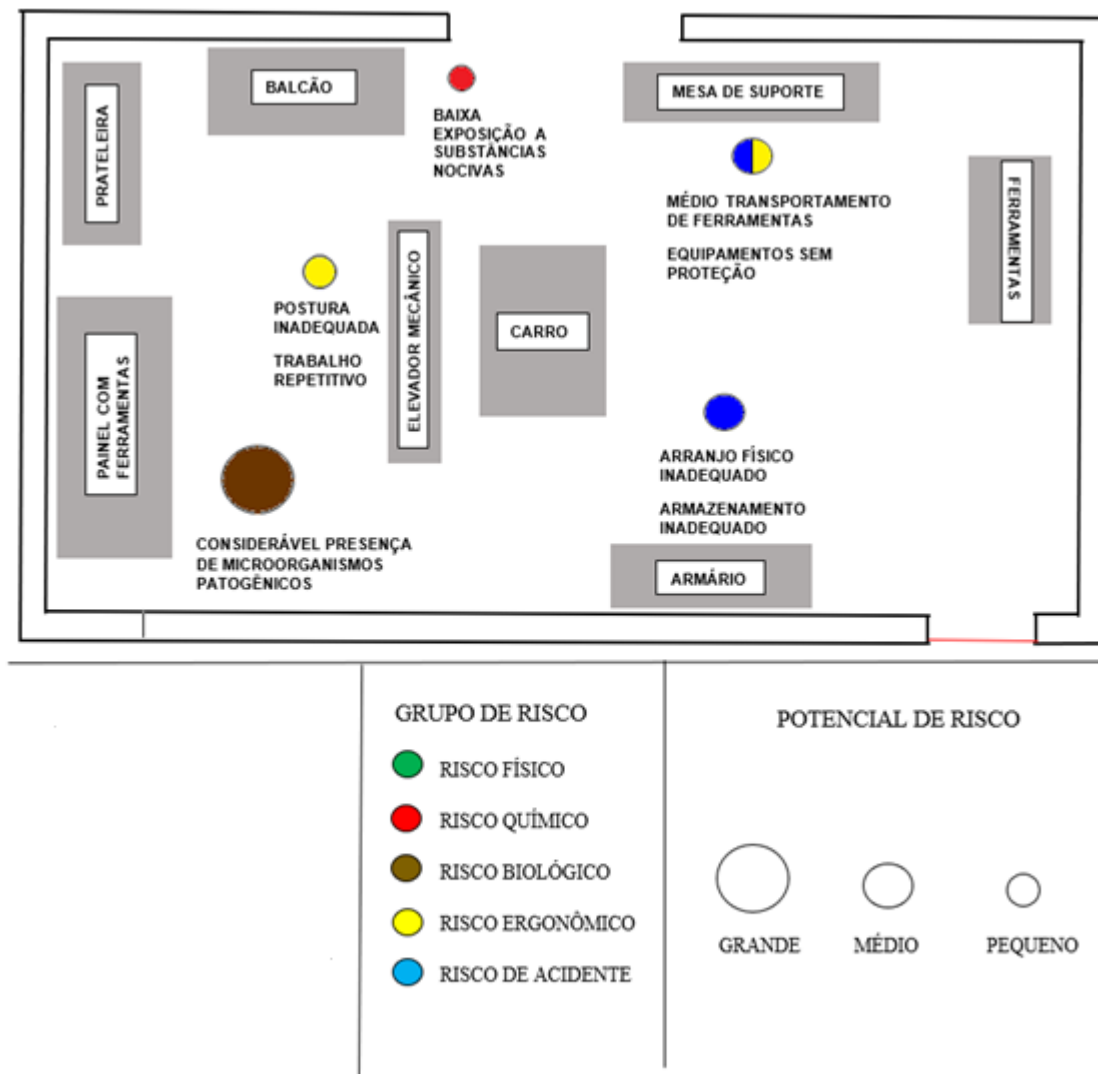 BALCÃO
MESA DE SUPORTE
PRATELEIRA
BAIXA
EXPOSIÇÃO A
SUBSTÂNCIAS
NOCIVAS
FERRAMENTAS
MÉDIO TRANSPORTAMENTO
DE FERRAMENTAS
EQUIPAMENTOS SEM
PROTEÇÃO
POSTURA
INADEQUADA
TRABALHO
REPETITIVO
ELEVADOR MECÂNICO
CARRO
PAINEL COM
FERRAMENTAS
ARRANJO FÍSICO
INADEQUADO
ARMAZENAMENTO
INADEQUADO
CONSIDERÁVEL PRESENÇA
DE MICROORGANISMOS
PATOGÊNICOS
ARMÁRIO
GRUPO DE RISCO
RISCO FÍSICO
RISCO QUÍMICO
RISCO BIOLÓGICO
RISCO ERGONÔMICO
RISCO DE ACIDENTE
POTENCIAL DE RISCO
GRANDE
MÉDIO
PEQUENO